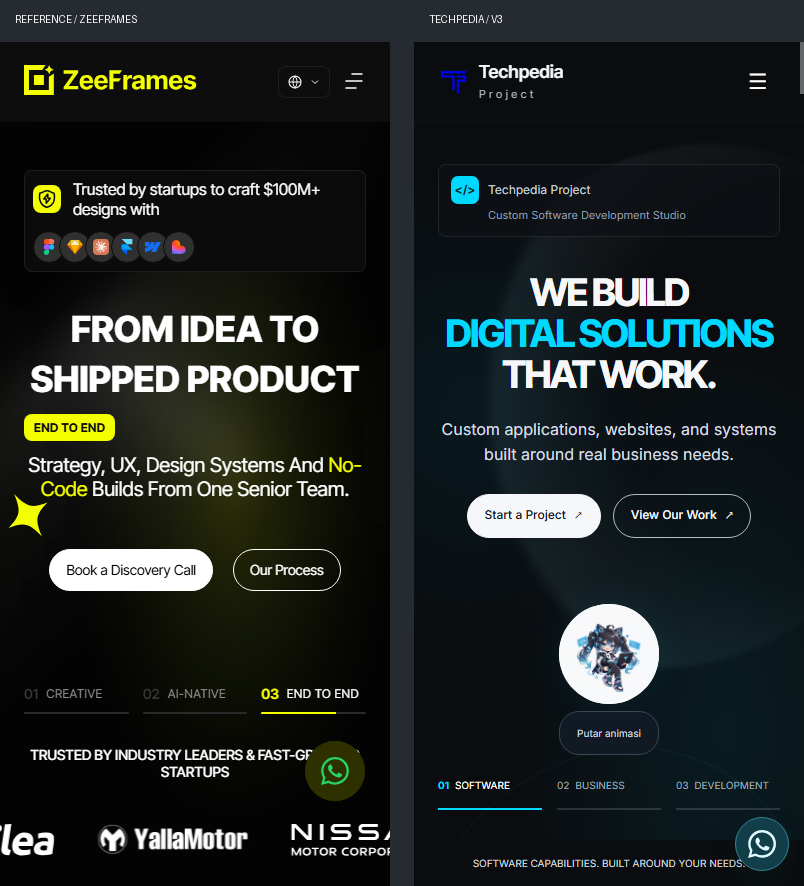 REFERENCE / ZEEFRAMES
ZeeFrames
Trusted by startups to craft $100M+
designs with
FROM IDEA TO
SHIPPED PRODUCT
END TO END
Strategy, UX, Design Systems And No-
Code Builds From One Senior Team.
Book a Discovery Call
Our Process
01 CREATIVE
02 AI-NATIVE
03 END TO END
TRUSTED BY INDUSTRY LEADERS & FAST-GR
STARTUPS
lea
YallaMotor
NISSA
MOTOR CORPOR
TECHPEDIA / V3
Techpedia
Project
</>
Techpedia Project
Custom Software Development Studio
WE BUILD
DIGITAL SOLUTIONS
THAT WORK.
Custom applications, websites, and systems
built around real business needs.
Start a Project ↗
View Our Work ↗
Putar animasi
01 SOFTWARE
02 BUSINESS
03 DEVELOPMENT
SOFTWARE CAPABILITIES. BUILT AROUND YOUR NEEDS.